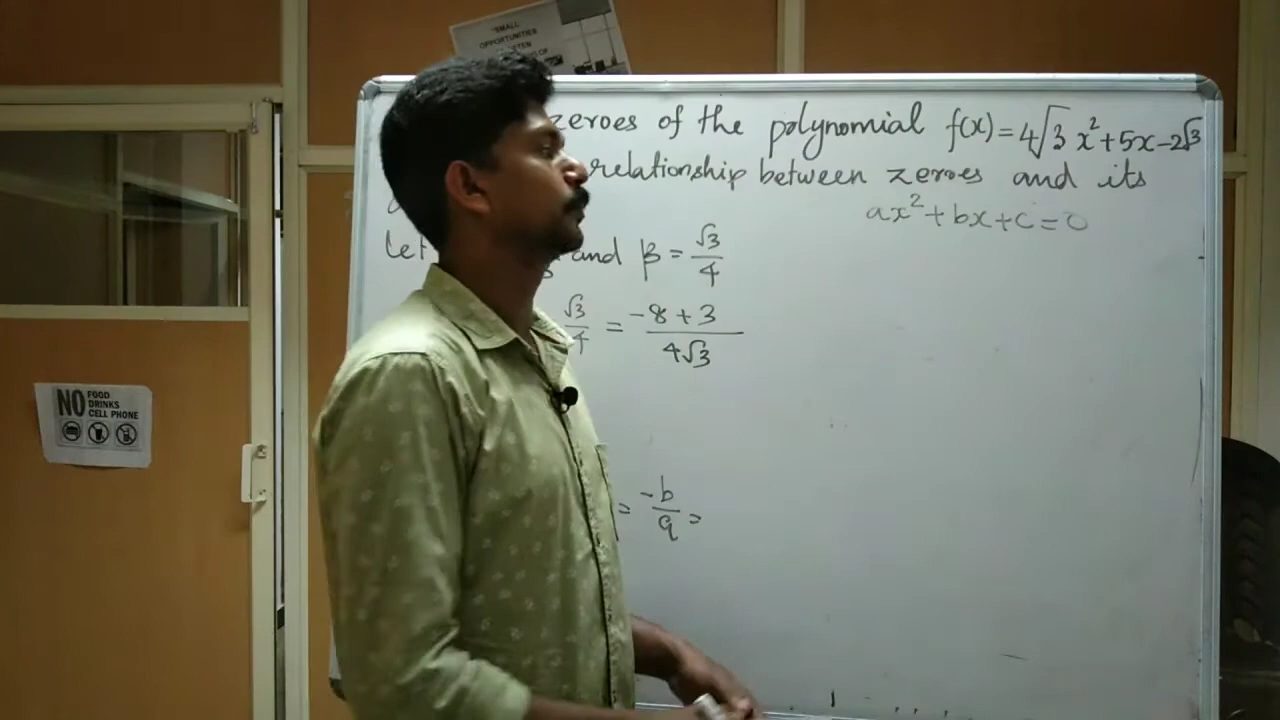 "SMALL
OPPORTUNITIES
OF
zeroes of the polynomial f(x)=4√3 x²+5x-2√3
relationship between zeroes and its
ax²+bx+c=0
Let and β = √3/4
√3/4 = -8+3/4√3
= -b/a =
NO FOOD
DRINKS
CELL PHONE